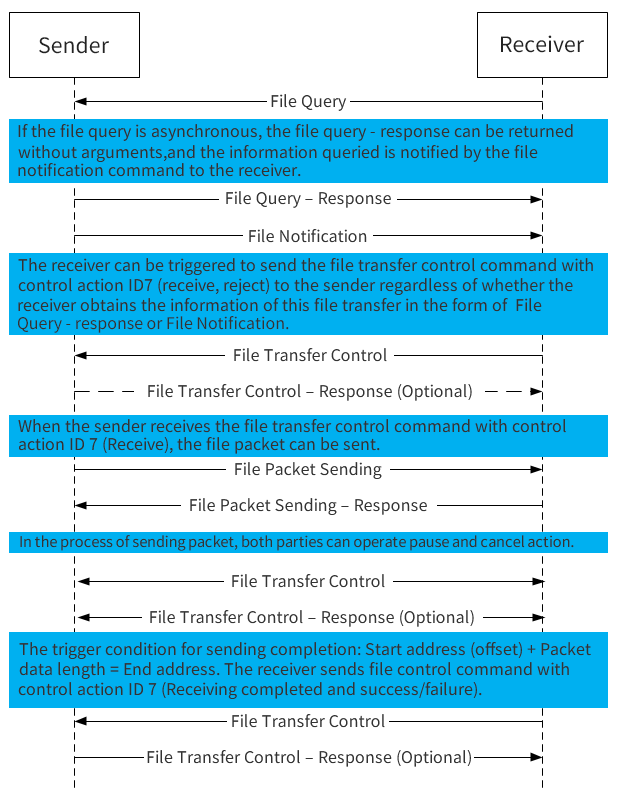 Sender
Receiver
File Query
If the file query is asynchronous, the file query - response can be returned
without arguments,and the information queried is notified by the file
notification command to the receiver.
File Query – Response
File Notification
The receiver can be triggered to send the file transfer control command with
control action ID7 (receive, reject) to the sender regardless of whether the
receiver obtains the information of this file transfer in the form of File
Query - response or File Notification.
File Transfer Control
File Transfer Control – Response (Optional)
When the sender receives the file transfer control command with control
action ID 7 (Receive), the file packet can be sent.
File Packet Sending
File Packet Sending – Response
In the process of sending packet, both parties can operate pause and cancel action.
File Transfer Control
File Transfer Control – Response (Optional)
The trigger condition for sending completion: Start address (offset) + Packet
data length = End address. The receiver sends file control command with
control action ID 7 (Receiving completed and success/failure).
File Transfer Control
File Transfer Control – Response (Optional)